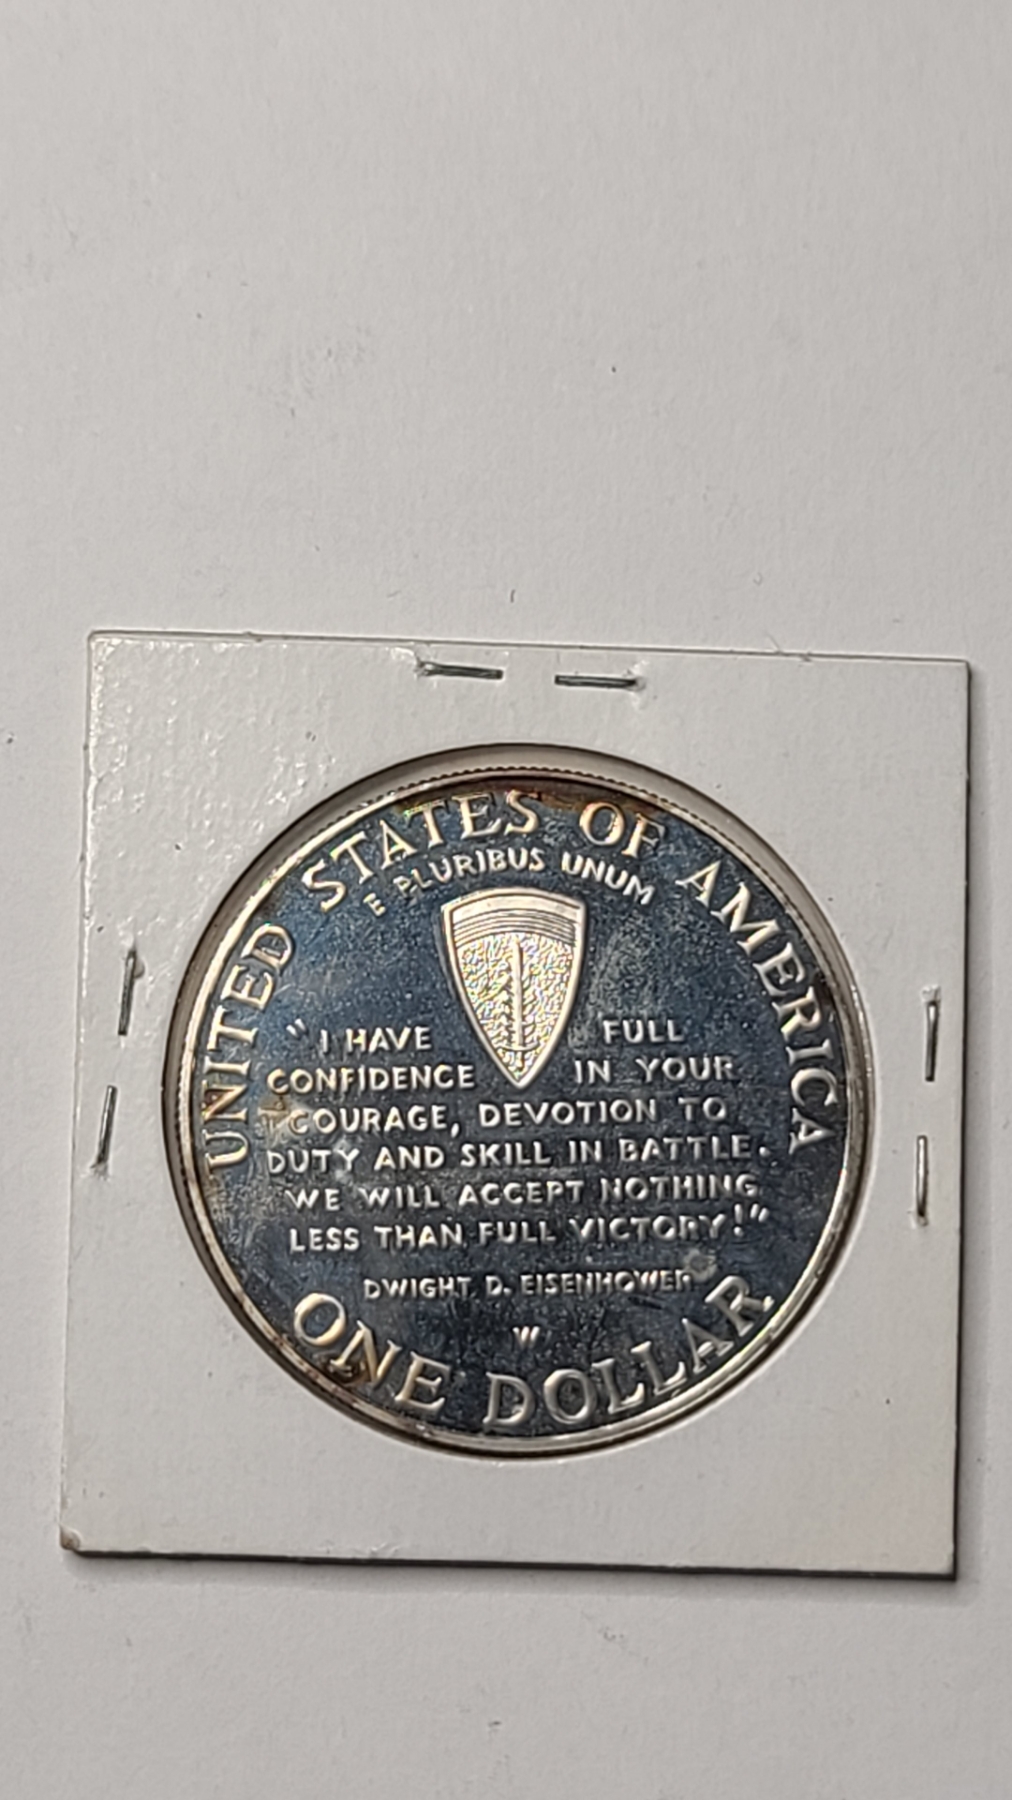 UNITED STATES OF AMERICA
E PLURIBUS UNUM
"I HAVE FULL
CONFIDENCE IN YOUR
COURAGE, DEVOTION TO
DUTY AND SKILL IN BATTLE.
WE WILL ACCEPT NOTHING
LESS THAN FULL VICTORY!"
DWIGHT D. EISENHOWER
W
ONE DOLLAR